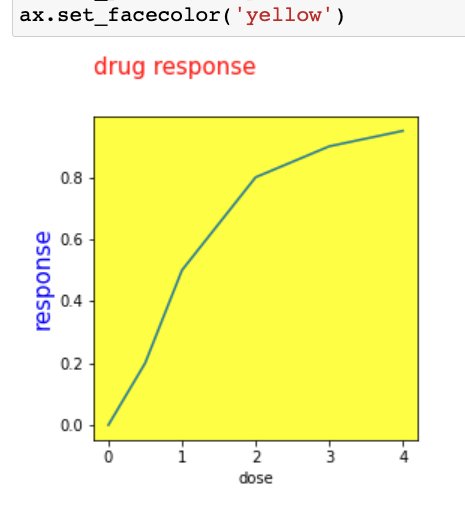 ax.set_facecolor('yellow')
drug response
response
0.8
0.6
0.4
0.2
0.0
0 1 2 3 4
dose